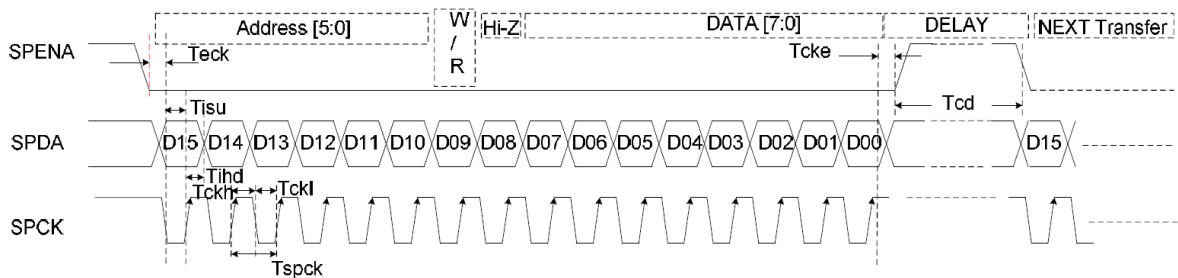 Address [5:0] W/R Hi-Z DATA [7:0] DELAY NEXT Transfer
SPENA Teck Tcke
Tcd
Tisu
SPDA D15 D14 D13 D12 D11 D10 D09 D08 D07 D06 D05 D04 D03 D02 D01 D00 D15
Tihd
Tckh Tckl
SPCK
Tspck